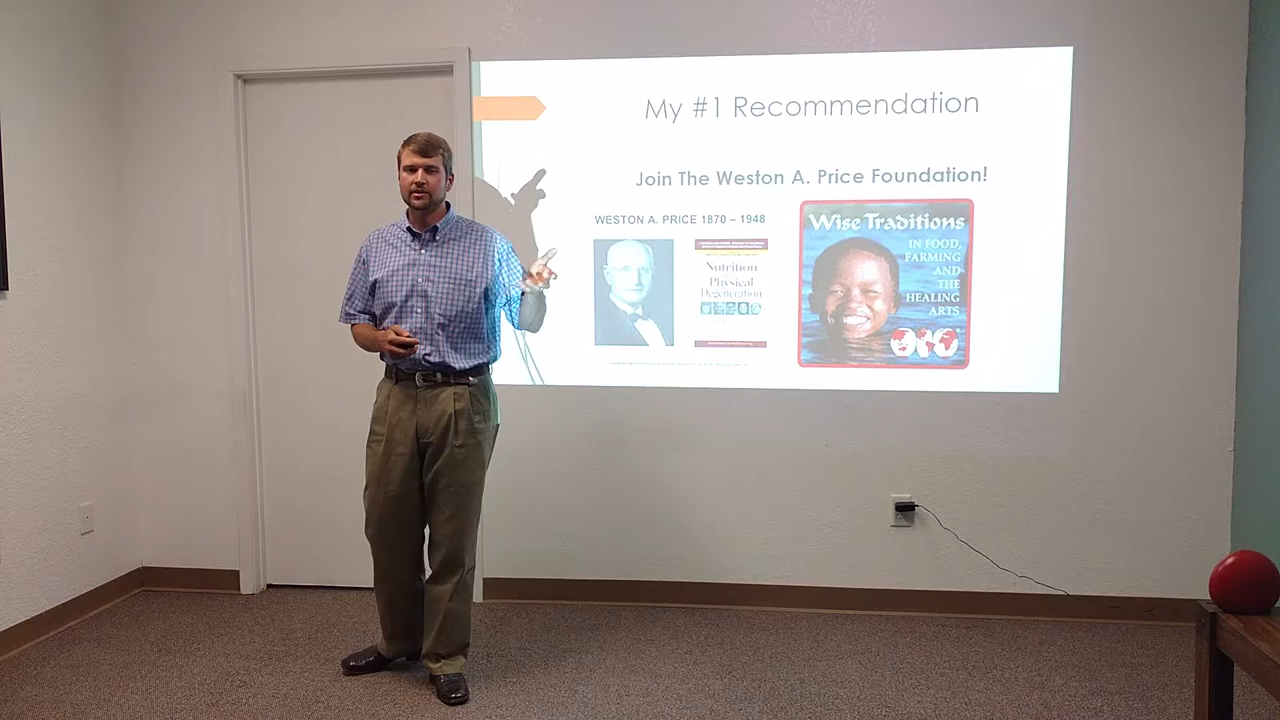 My #1 Recommendation
Join The Weston A. Price Foundation!
WESTON A. PRICE 1870 – 1948
Nutrition
Physical
Degeneration
Wise Traditions
IN FOOD,
FARMING
AND
THE
HEALING
ARTS